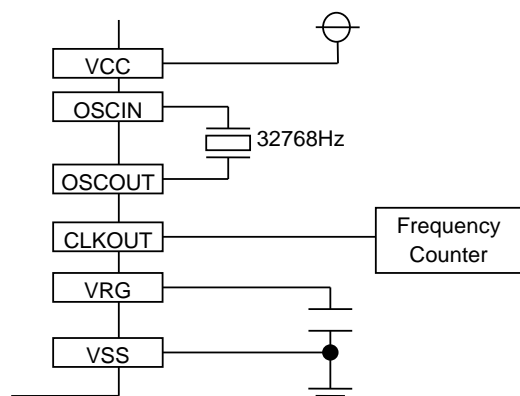 VCC
OSCIN
32768Hz
OSCOUT
CLKOUT
Frequency
Counter
VRG
VSS